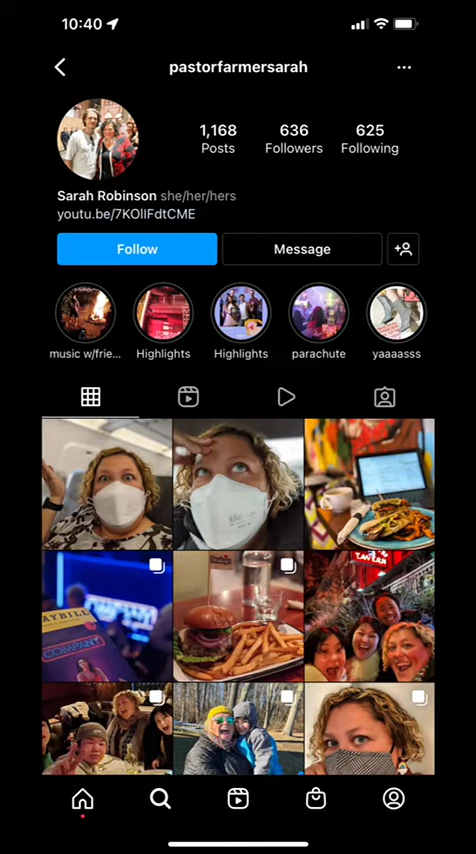 10:40
pastorfarmersarah
1,168 636 625
Posts Followers Following
Sarah Robinson she/her/hers
youtu.be/7KOllFdtCME
Follow Message
music w/frie... Highlights Highlights parachute yaaaasss
PLAYBILL
COMPANY
TAVERN